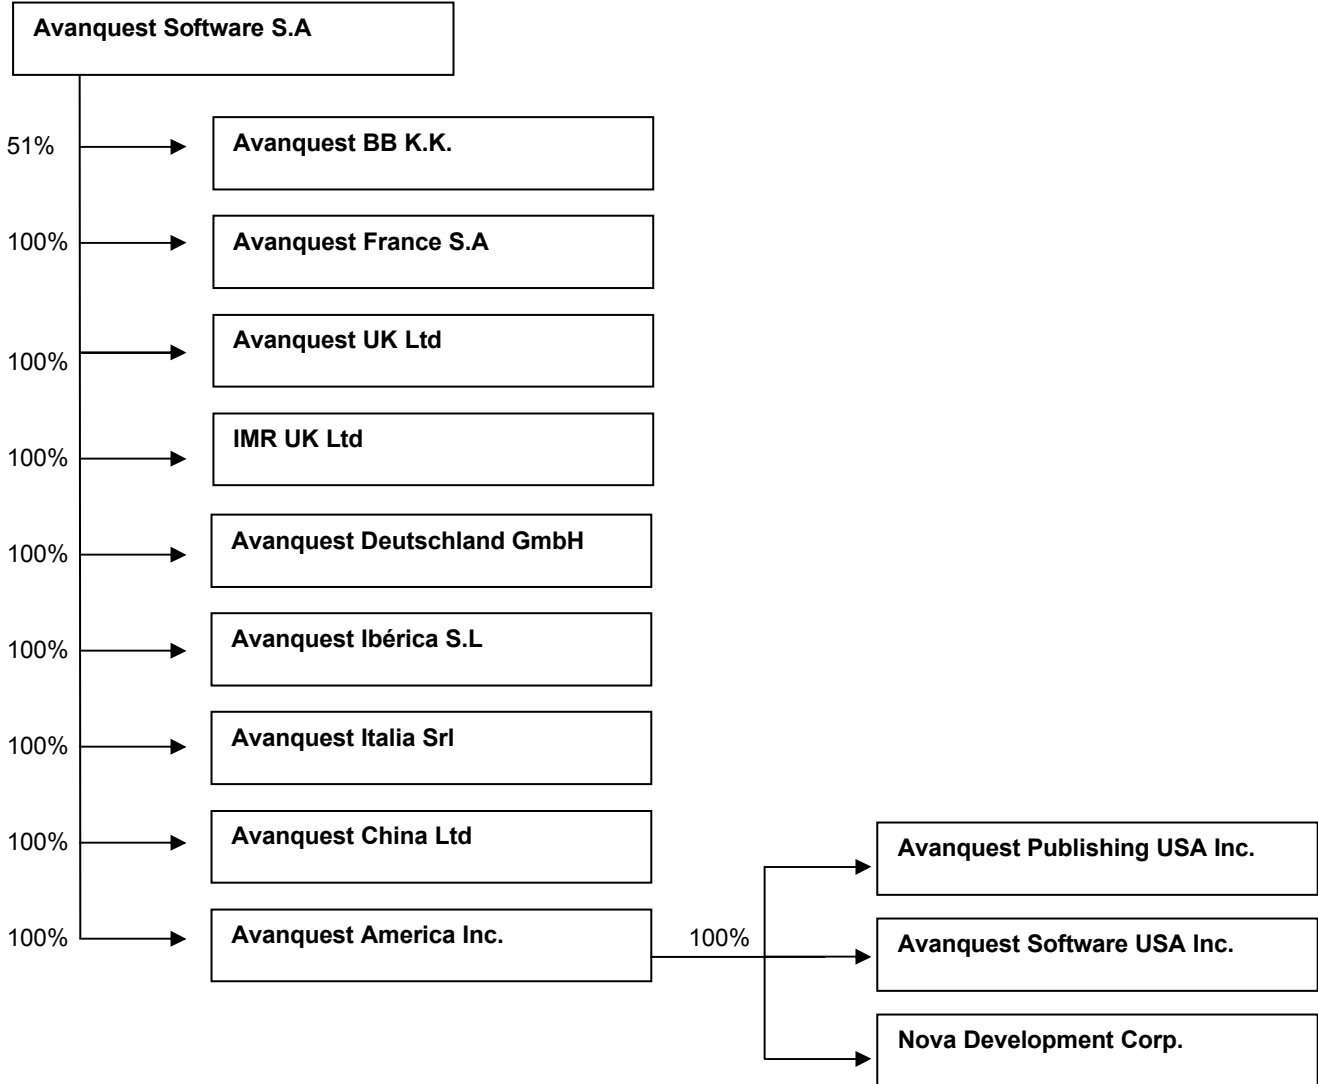 Avanquest Software S.A
51%
Avanquest BB K.K.
100%
Avanquest France S.A
100%
Avanquest UK Ltd
100%
IMR UK Ltd
100%
Avanquest Deutschland GmbH
100%
Avanquest Ibérica S.L
100%
Avanquest Italia Srl
100%
Avanquest China Ltd
100%
Avanquest America Inc.
100%
Avanquest Publishing USA Inc.
Avanquest Software USA Inc.
Nova Development Corp.